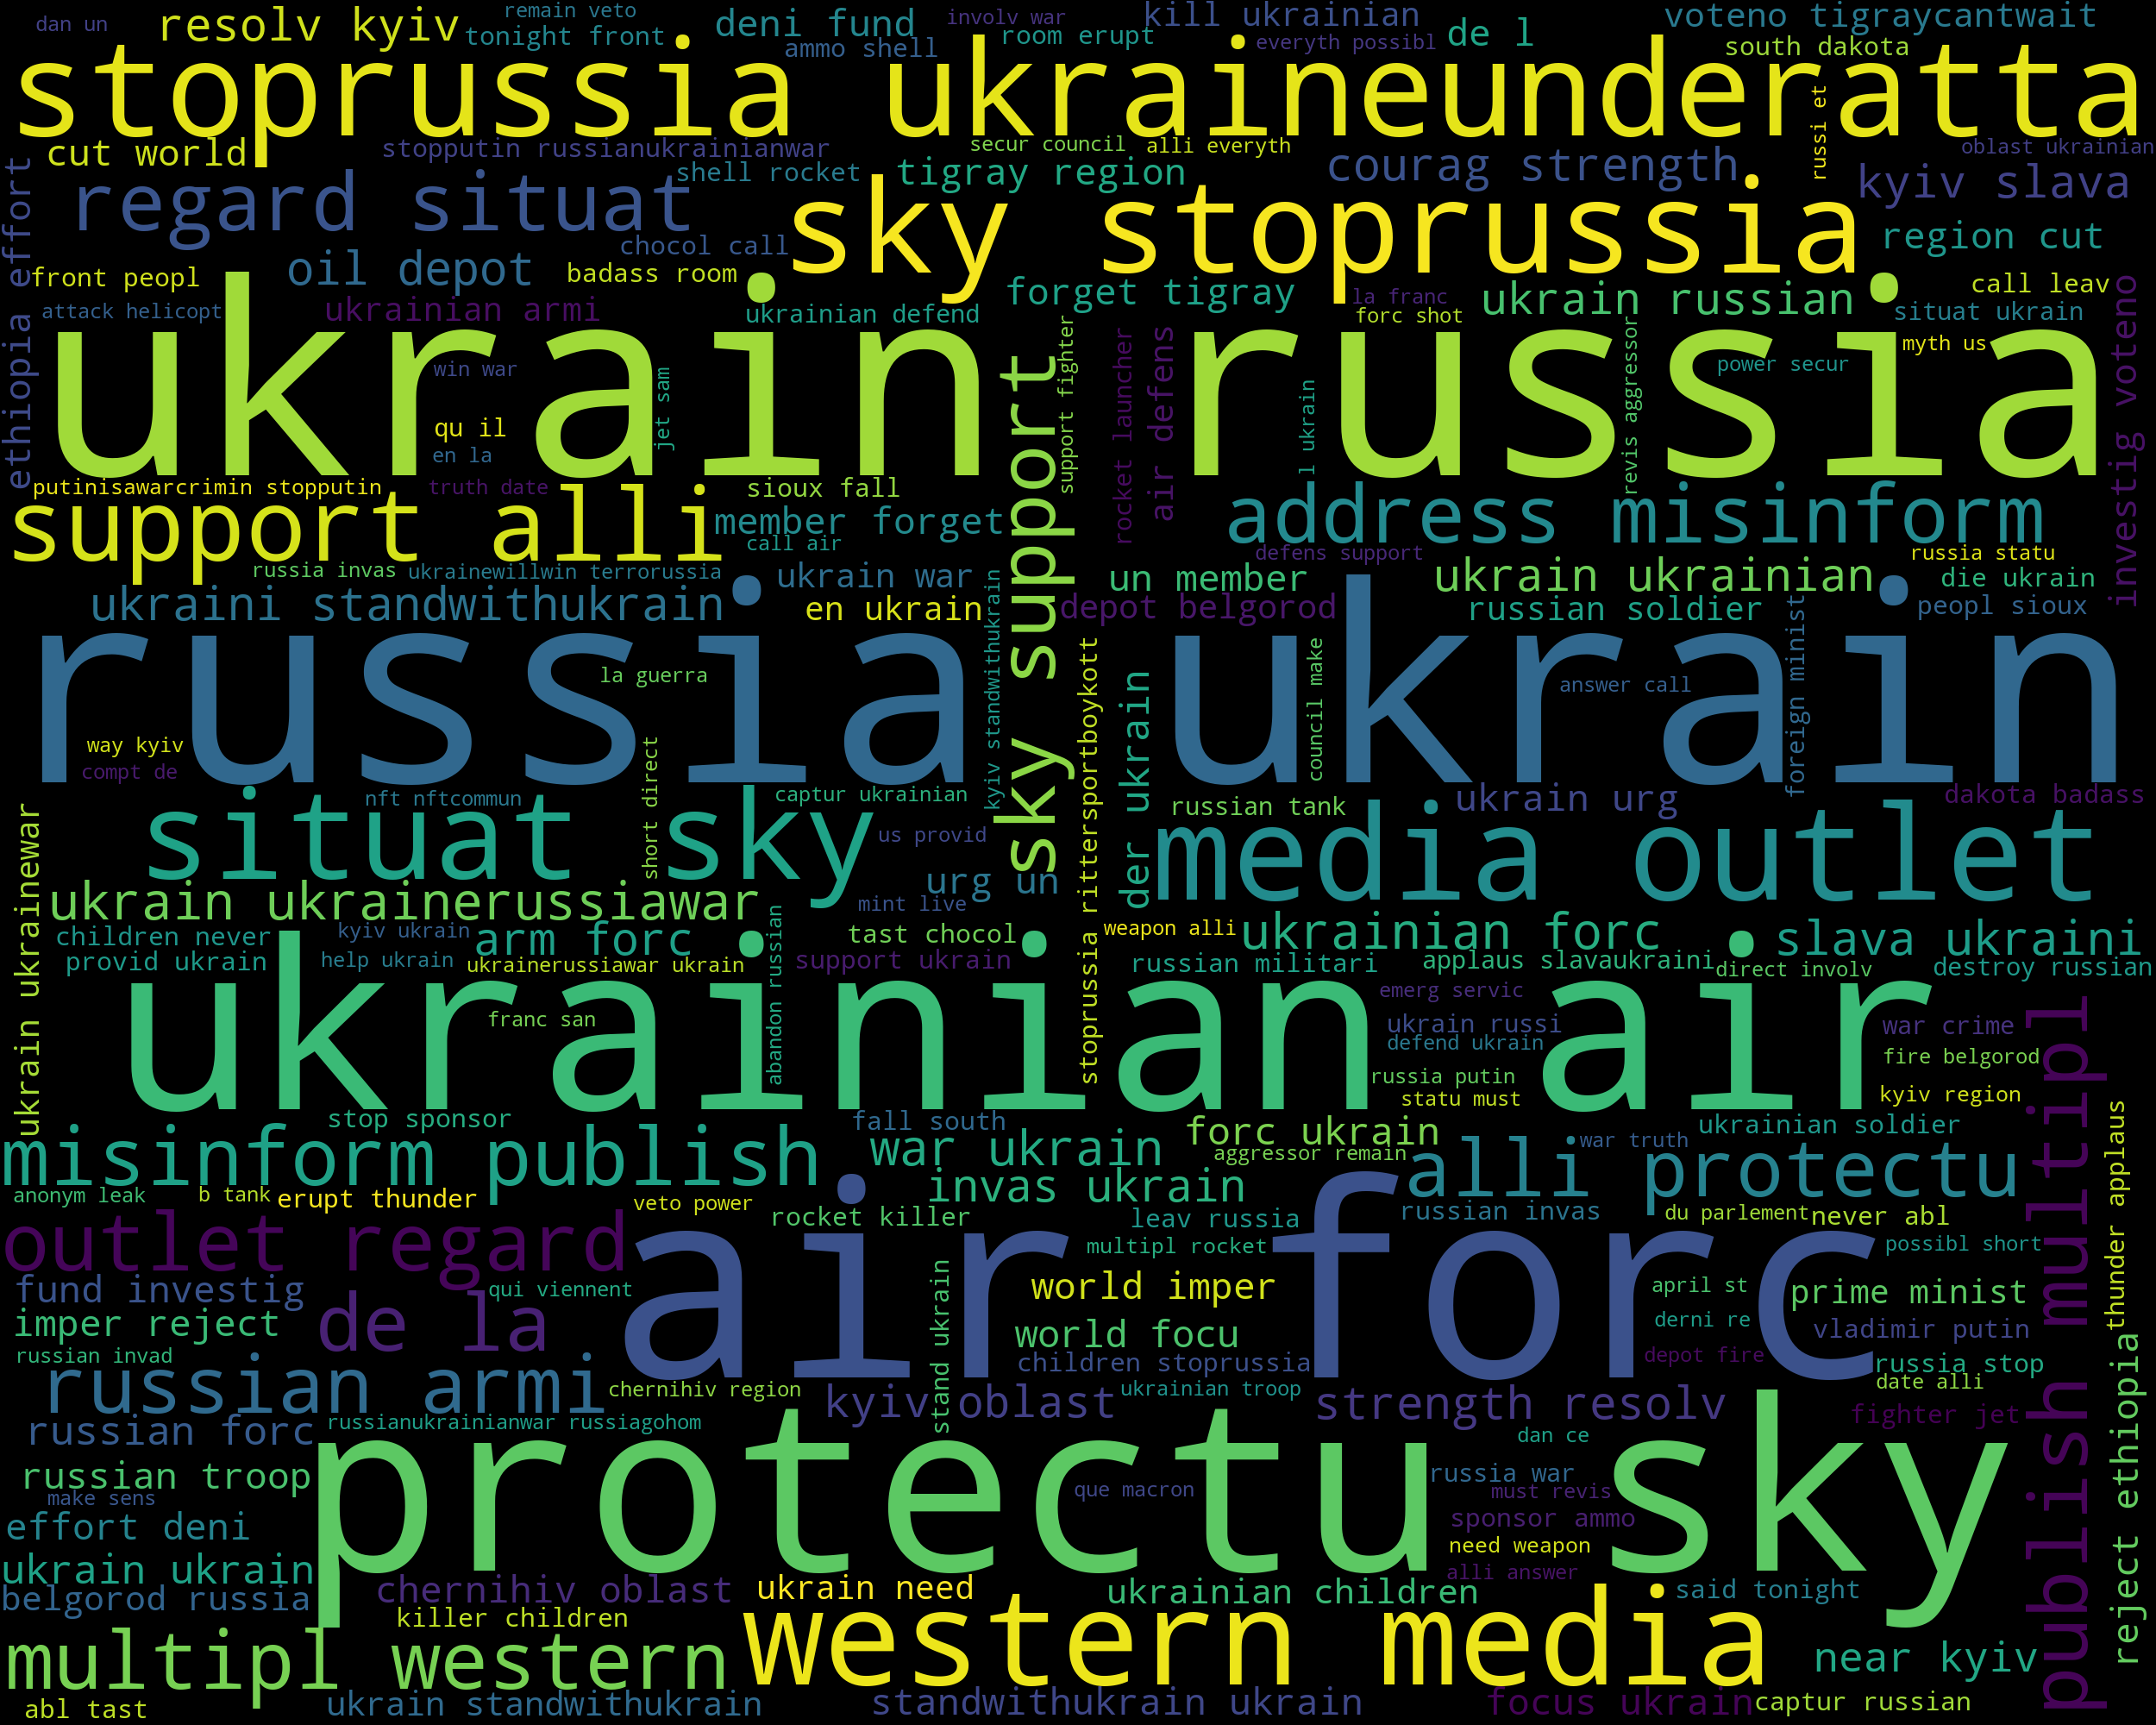 dan un
resolv kyiv
remain veto
tonight front
deni fund
involv war
ammo shell
kill ukrainian
room erupt
everyth possibl
de l
voteno tigraycantwait
south dakota
stoprussia ukraineunderatta
russi et
cut world
stopputin russianukrainianwar
secur council
alli everyth
oblast ukrainian
shell rocket
tigray region
courag strength
kyiv slava
ethiopia effort
regard situat
sky stoprussia
chocol call
region cut
front peopl
oil depot
badass room
forget tigray
la franc
ukrain russian
call leav
attack helicopt
ukrainian armi
ukrainian defend
forc shot
situat ukrain
investig voteno
ukrain
russia
win war
jet sam
qu il
en la
sky support
support fighter
rocket launcher
air defens
l ukrain
revis aggressor
power secur
myth us
putinisawarcrimin stopputin
truth date
sioux fall
support alli
member forget
call air
address misinform
defens support
russia statu
russia invas
ukrainewillwin terrorussia
ukrain war
un member
ukrain ukrainian
die ukrain
ukraini standwithukrain
en ukrain
depot belgorod
russian soldier
peopl sioux
russia
ukrain
kyiv standwithukrain
stoprussia rittersportboykott
der ukrain
council make
foreign minist
la guerra
answer call
way kyiv
compt de
nft nftcommun
short direct
captur ukrainian
russian tank
ukrain urg
dakota badass
situat sky
us provid
media outlet
ukrain ukrainewar
ukrain ukrainerussiawar
urg un
mint live
children never
kyiv ukrain
arm forc
tast chocol
weapon alli
ukrainian forc
slava ukraini
provid ukrain
help ukrain
ukrainerussiawar ukrain
support ukrain
russian militari
applaus slavaukraini
direct involv
destroy russian
ukrainian air
franc san
abandon russian
emerg servic
ukrain russi
defend ukrain
war crime
fire belgorod
russia putin
statu must
kyiv region
publish multipl
stop sponsor
fall south
forc ukrain
ukrainian soldier
misinform publish
war ukrain
aggressor remain
war truth
alli protectu
thunder applaus
anonym leak
b tank
erupt thunder
veto power
invas ukrain
outlet regard
rocket killer
leav russia
russian invas
du parlement
never abl
air forc
multipl rocket
possibl short
fund investig
de la
qui viennent
stand ukrain
world imper
april st
prime minist
imper reject
world focu
derni re
vladimir putin
russian invad
children stoprussia
depot fire
russia stop
russian armi
chernihiv region
kyiv oblast
ukrainian troop
strength resolv
date alli
fighter jet
reject ethiopia
russian forc
russianukrainianwar russiagohom
dan ce
protectu sky
russian troop
make sens
que macron
russia war
must revis
effort deni
sponsor ammo
need weapon
ukrain ukrain
alli answer
belgorod russia
chernihiv oblast
ukrain need
ukrainian children
said tonight
killer children
multipl western
western media
near kyiv
abl tast
ukrain standwithukrain
standwithukrain ukrain
focus ukrain
captur russian